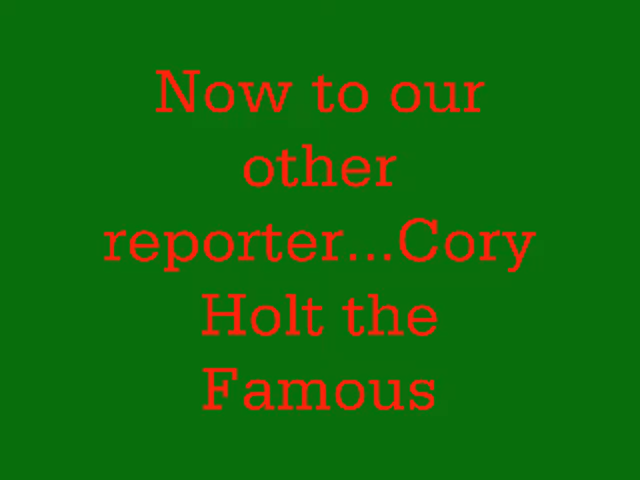 Now to our
other
reporter...Cory
Holt the
Famous